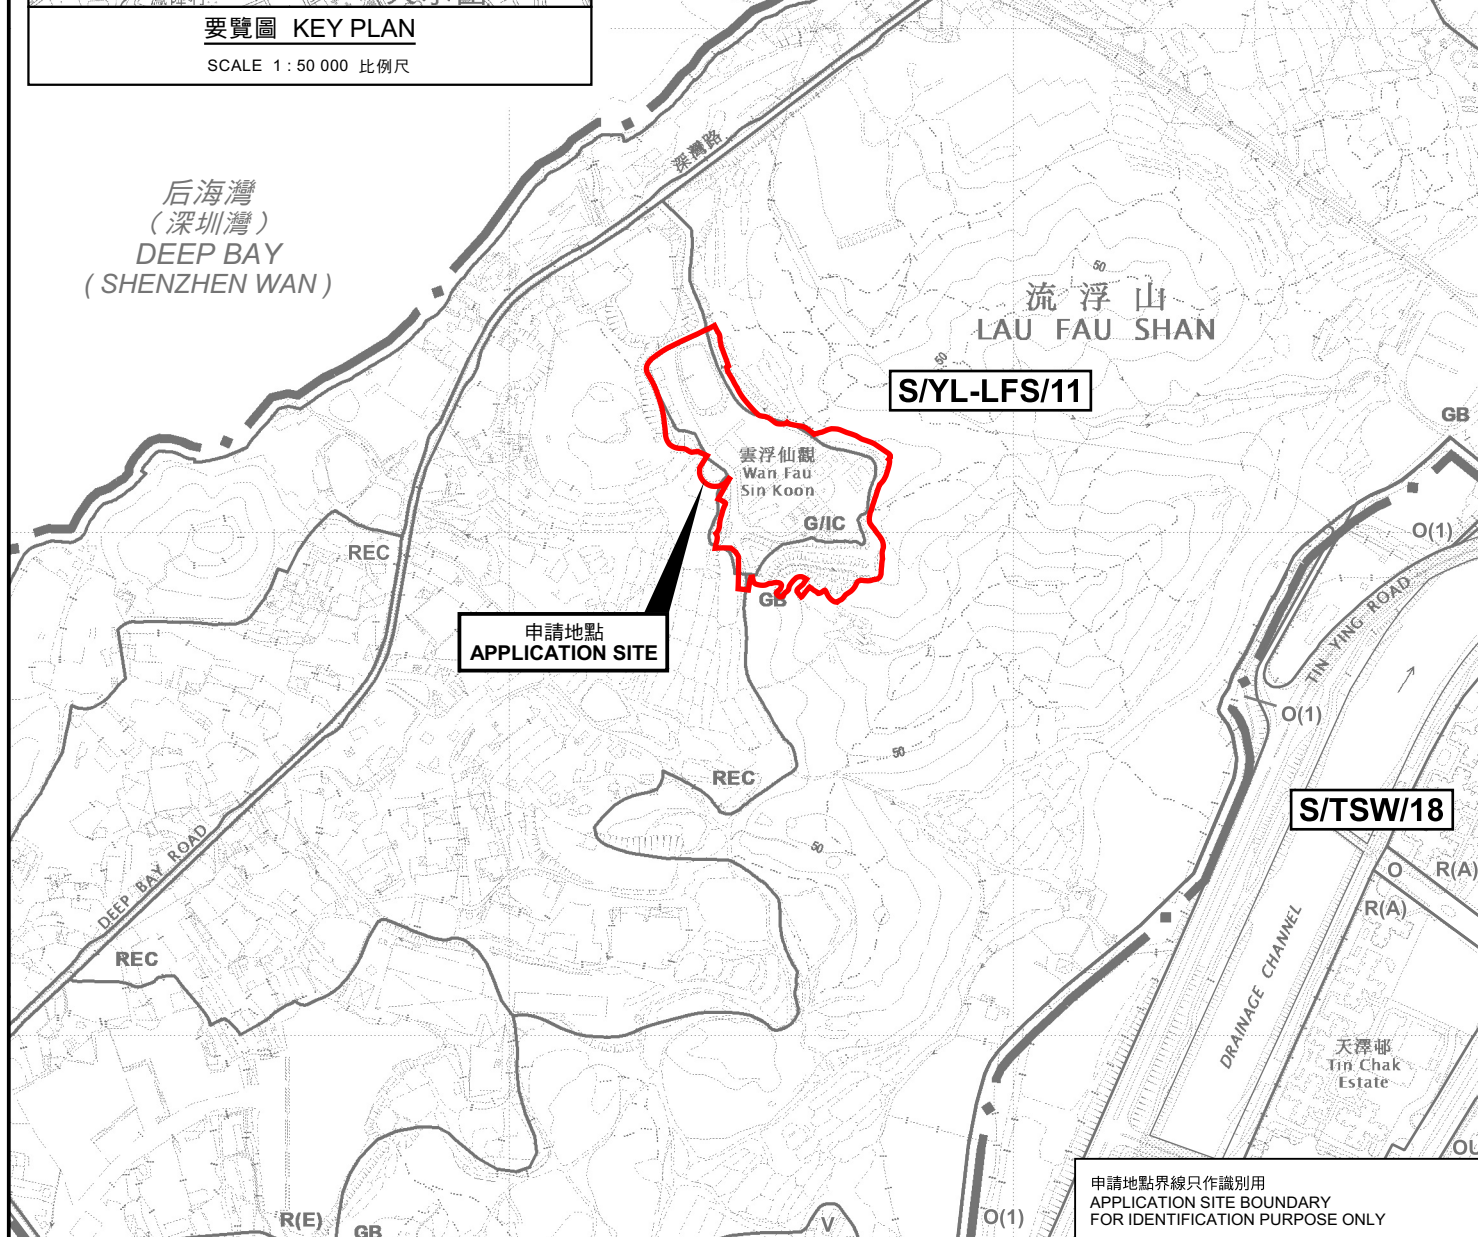 要覽圖 KEY PLAN
SCALE 1 : 50 000 比例尺
深灣路
后海灣
（深圳灣）
DEEP BAY
( SHENZHEN WAN )
50
流浮山
LAU FAU SHAN
50
S/YL-LFS/11
GB
雲浮仙觀
Wan Fau
Sin Koon
G/IC
O(1)
REC
GB
TIN YING ROAD
申請地點
APPLICATION SITE
O(1)
50
REC
S/TSW/18
50
DEEP BAY ROAD
O
R(A)
R(A)
REC
DRAINAGE CHANNEL
天澤邨
Tin Chak
Estate
OU
申請地點界線只作識別用
APPLICATION SITE BOUNDARY
FOR IDENTIFICATION PURPOSE ONLY
R(E)
GB
V
O(1)